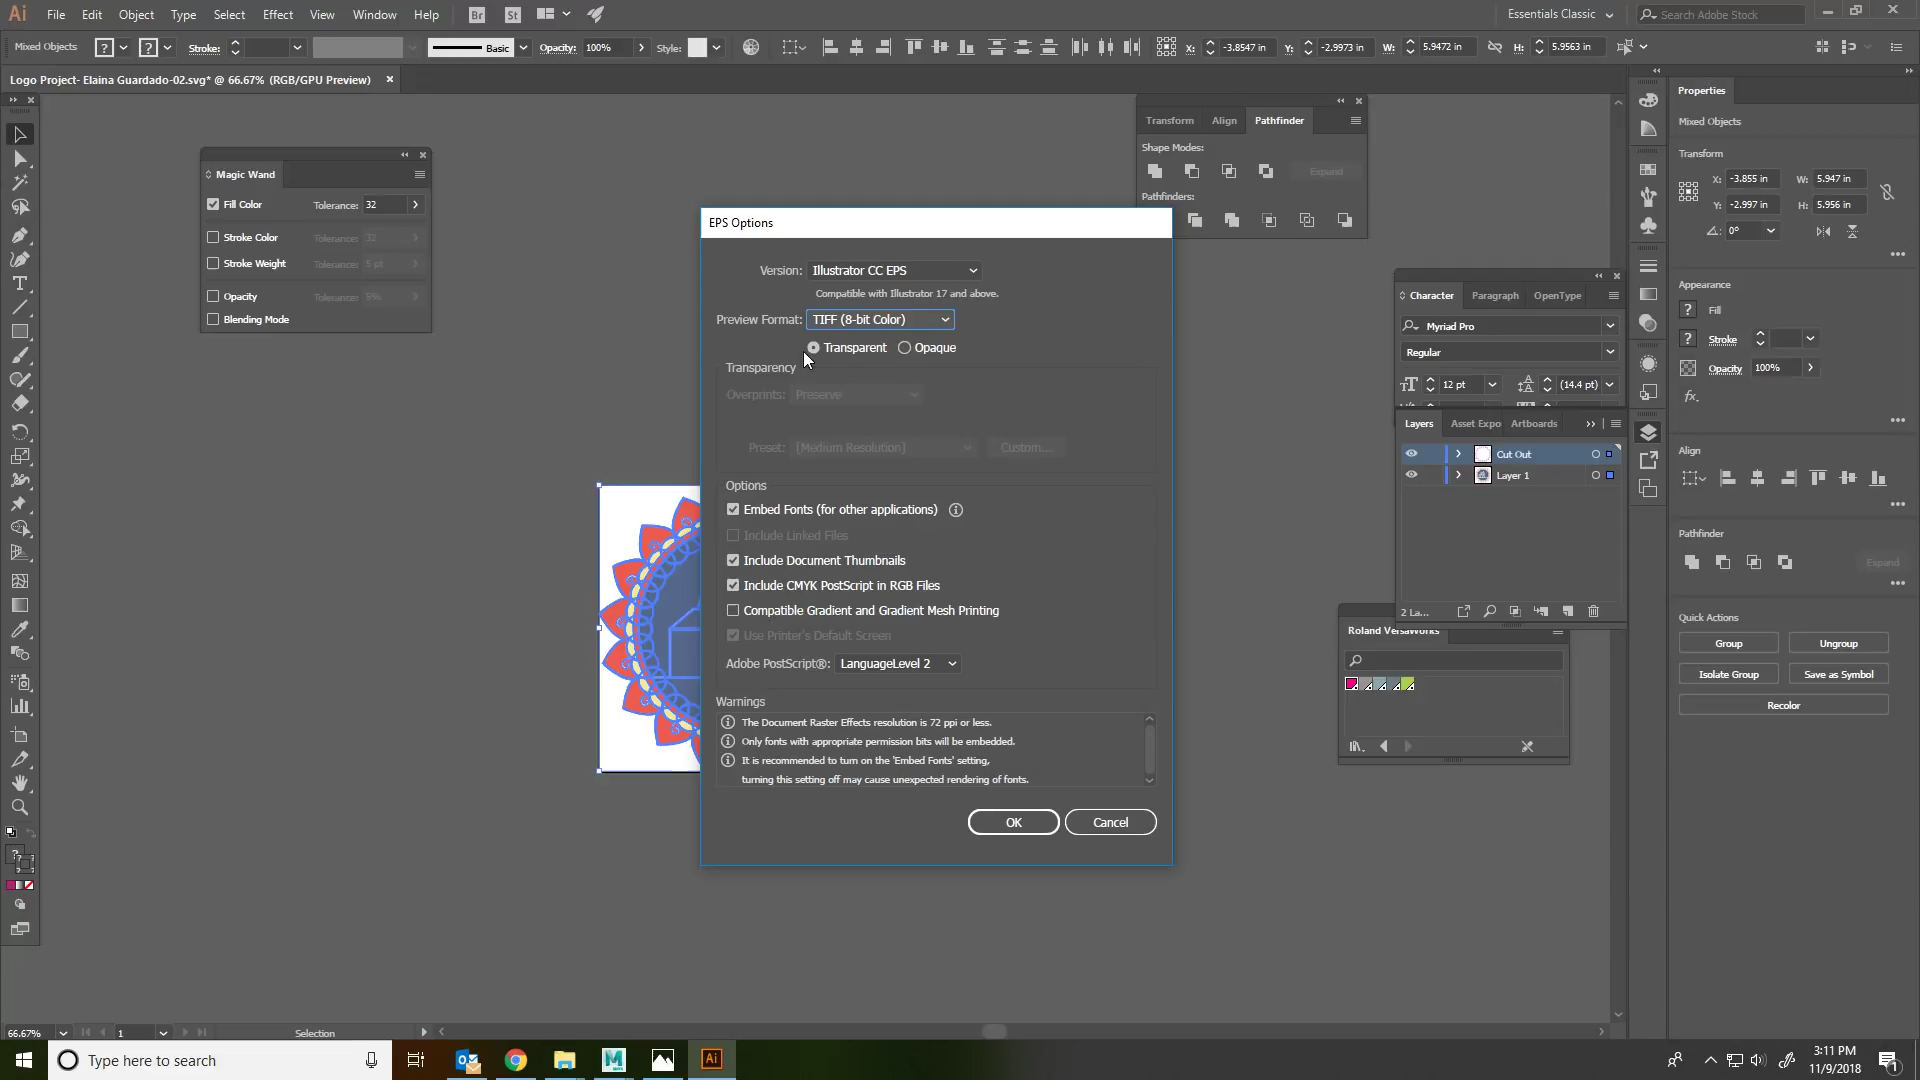 Ai File Edit Object Type Select Effect View Window Help Br St Essentials Classic Search Adobe Stock
Mixed Objects ? ? Stroke: Basic Opacity: 100% Style: X: -3.8547 in Y: -2.9973 in W: 5.9472 in H: 5.9563 in
Logo Project- Elaina Guardado-02.svg* @ 66.67% (RGB/GPU Preview)
Magic Wand
Fill Color Tolerance: 32
Stroke Color Tolerance: 32
Stroke Weight Tolerance: 5 pt
Opacity Tolerance: 5%
Blending Mode
Transform Align Pathfinder
Shape Modes:
Expand
Pathfinders:
EPS Options
Version: Illustrator CC EPS
Compatible with Illustrator 17 and above.
Preview Format: TIFF (8-bit Color)
Transparent Opaque
Transparency
Overprints: Preserve
Preset: [Medium Resolution] Custom...
Options
Embed Fonts (for other applications)
Include Linked Files
Include Document Thumbnails
Include CMYK PostScript in RGB Files
Compatible Gradient and Gradient Mesh Printing
Use Printer's Default Screen
Adobe PostScript®: LanguageLevel 2
Warnings
The Document Raster Effects resolution is 72 ppi or less.
Only fonts with appropriate permission bits will be embedded.
It is recommended to turn on the 'Embed Fonts' setting,
turning this setting off may cause unexpected rendering of fonts.
OK Cancel
Character Paragraph OpenType
Myriad Pro
Regular
12 pt (14.4 pt)
Layers Asset Expo Artboards
Cut Out
Layer 1
2 La...
Roland VersaWorks
Properties
Mixed Objects
Transform
X: -3.855 in W: 5.947 in
Y: -2.997 in H: 5.956 in
0°
Appearance
? Fill
? Stroke
Opacity 100%
fx.
Align
Pathfinder
Expand
Quick Actions
Group Ungroup
Isolate Group Save as Symbol
Recolor
66.67% 1 Selection
Type here to search
Ai
3:11 PM
11/9/2018
1